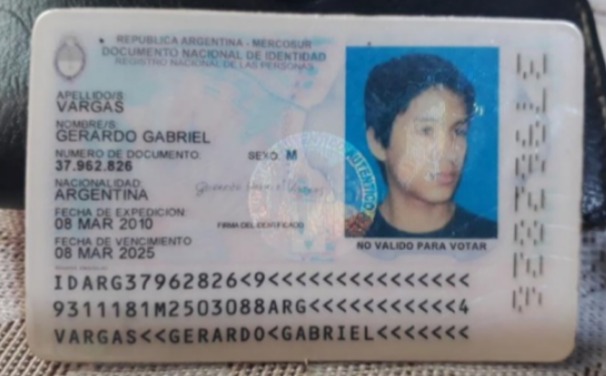 REPUBLICA ARGENTINA - MERCOSUR
DOCUMENTO NACIONAL DE IDENTIDAD
REGISTRO NACIONAL DE LAS PERSONAS
APELLIDO/S
VARGAS
NOMBRE/S
GERARDO GABRIEL
NUMERO DE DOCUMENTO SEXO M
37.962.826
NACIONALIDAD
ARGENTINA
FECHA DE EXPEDICION
08 MAR 2010 FIRMA DEL IDENTIFICADO
FECHA DE VENCIMIENTO
08 MAR 2025
NO VALIDO PARA VOTAR
IDARG37962826<9<<<<<<<<<<<<<<<
9311181M2503088ARG<<<<<<<<<<<4
VARGAS<<GERARDO<GABRIEL<<<<<<<